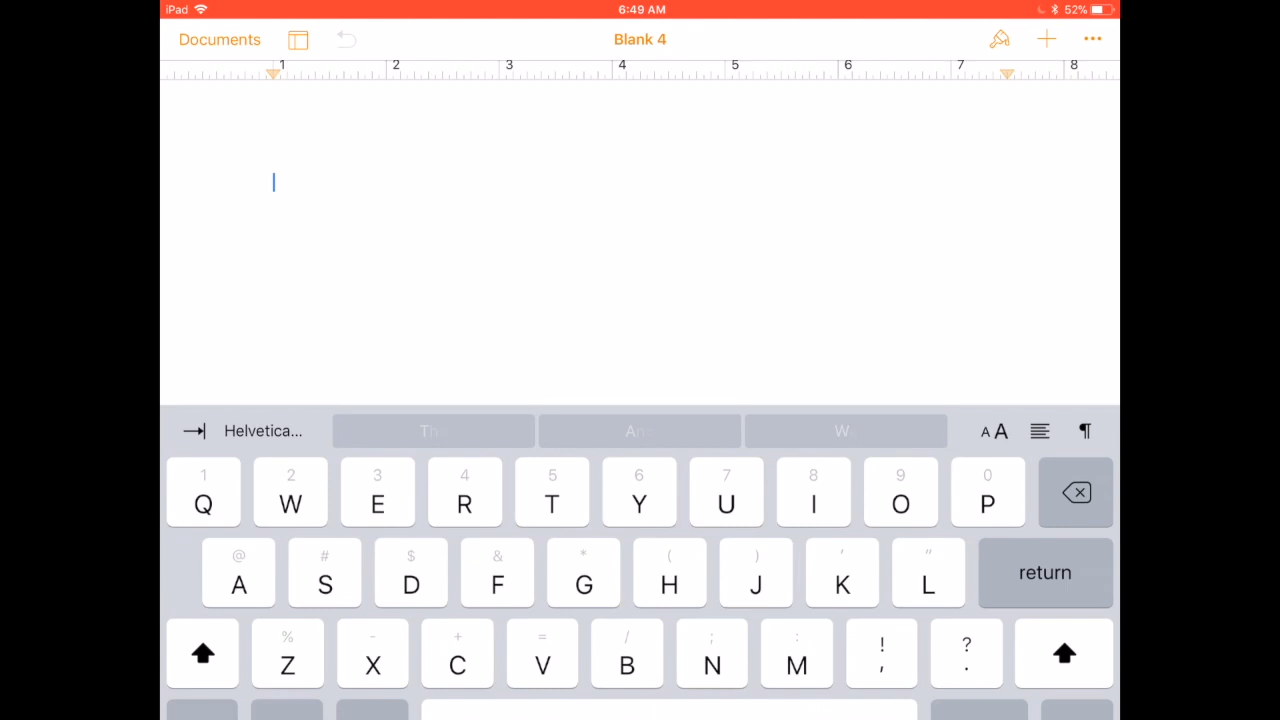 iPad 6:49 AM 52%
Documents Blank 4
1 2 3 4 5 6 7 8
Helvetica... AA ¶
1 2 3 4 5 6 7 8 9 0
Q W E R T Y U I O P
@ # $ & * ( ) ' "
A S D F G H J K L return
% - + = / ; : ! ?
Z X C V B N M , .